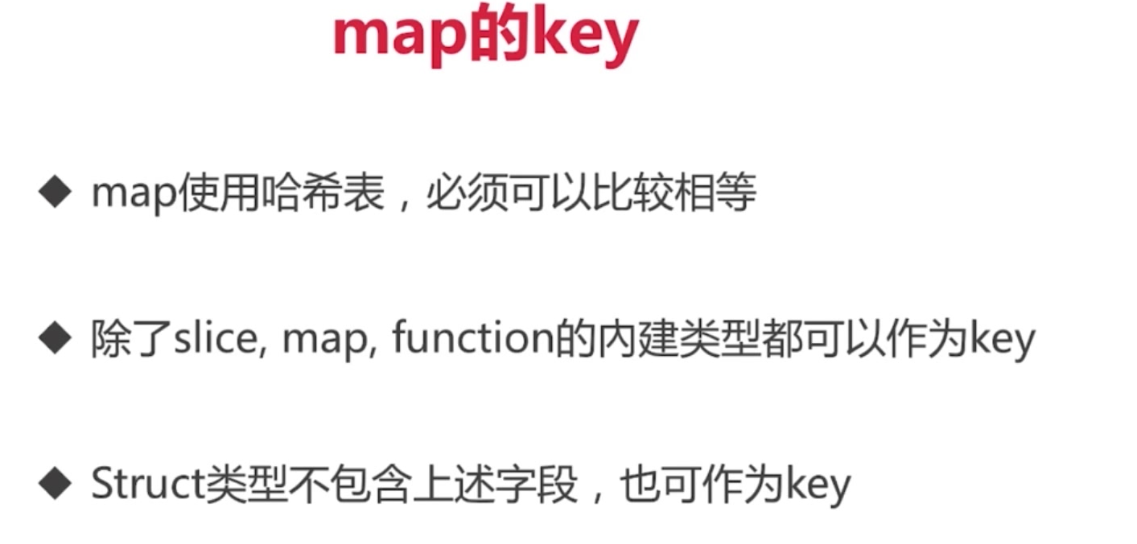 map的key
◆ map使用哈希表，必须可以比较相等
◆ 除了slice, map, function的内建类型都可以作为key
◆ Struct类型不包含上述字段，也可作为key